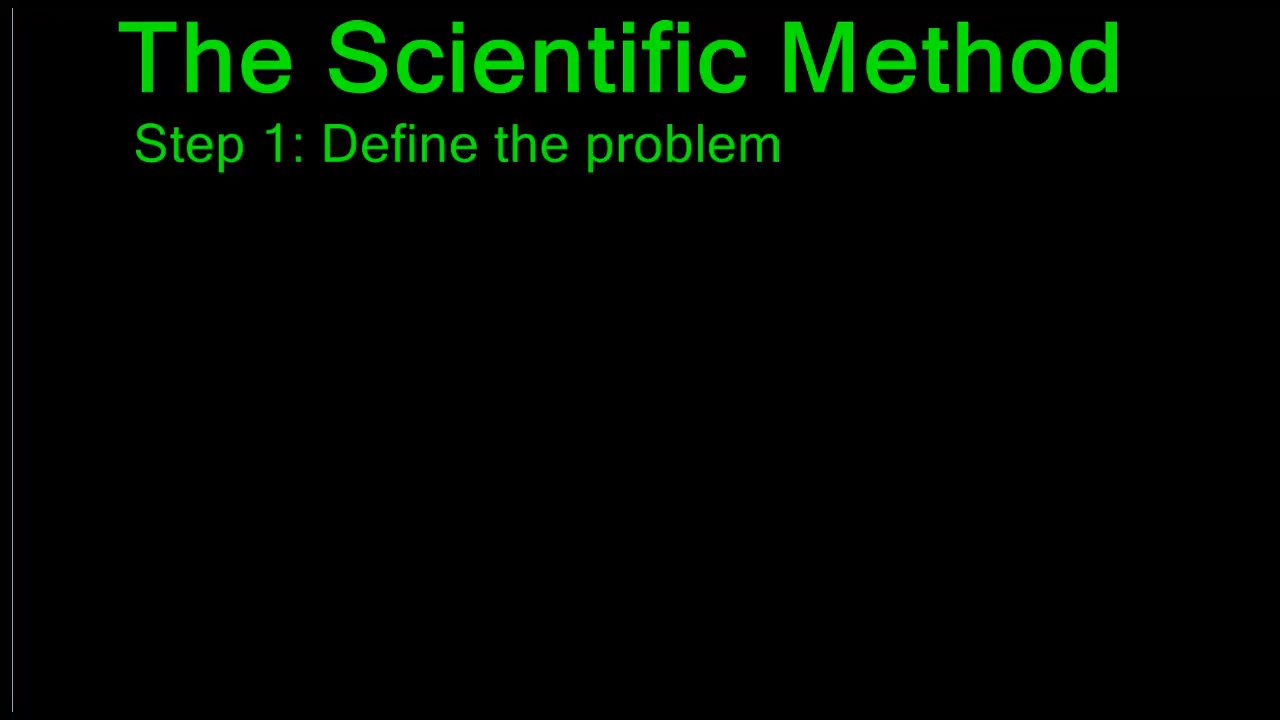 The Scientific Method
Step 1: Define the problem